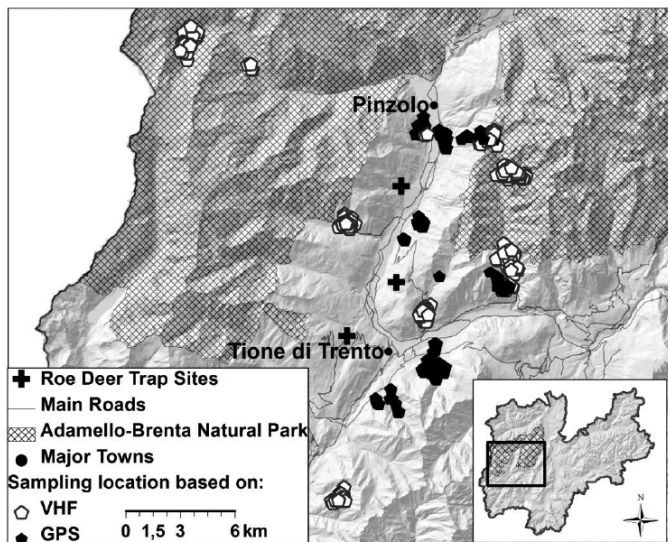 Pinzolo
Tione di Trento
Roe Deer Trap Sites
Main Roads
Adamello-Brenta Natural Park
Major Towns
Sampling location based on:
VHF
GPS
0 1,5 3 6 km
N